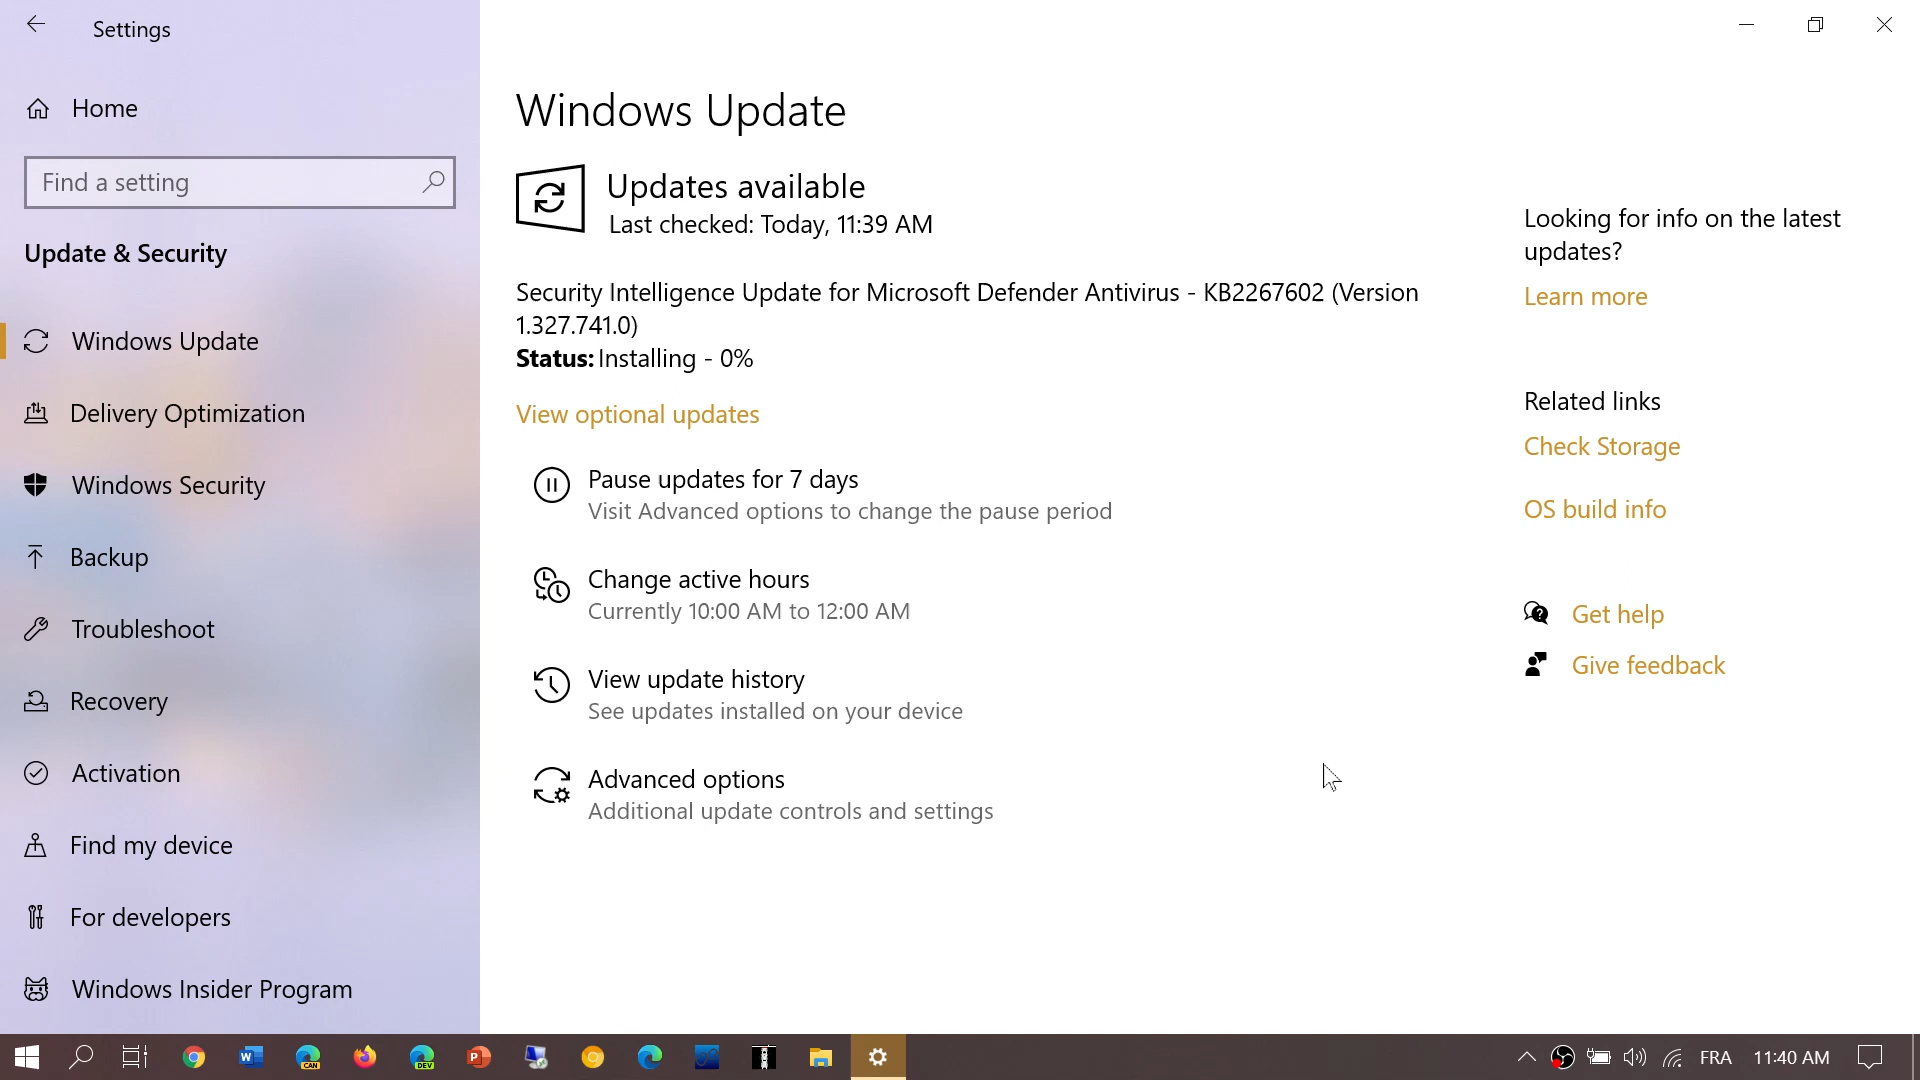 Settings
Home
Find a setting
Update & Security
Windows Update
Delivery Optimization
Windows Security
Backup
Troubleshoot
Recovery
Activation
Find my device
For developers
Windows Insider Program
Windows Update
Updates available
Last checked: Today, 11:39 AM
Security Intelligence Update for Microsoft Defender Antivirus - KB2267602 (Version
1.327.741.0)
Status: Installing - 0%
View optional updates
Pause updates for 7 days
Visit Advanced options to change the pause period
Change active hours
Currently 10:00 AM to 12:00 AM
View update history
See updates installed on your device
Advanced options
Additional update controls and settings
Looking for info on the latest
updates?
Learn more
Related links
Check Storage
OS build info
Get help
Give feedback
W CAN DEV P FRA 11:40 AM